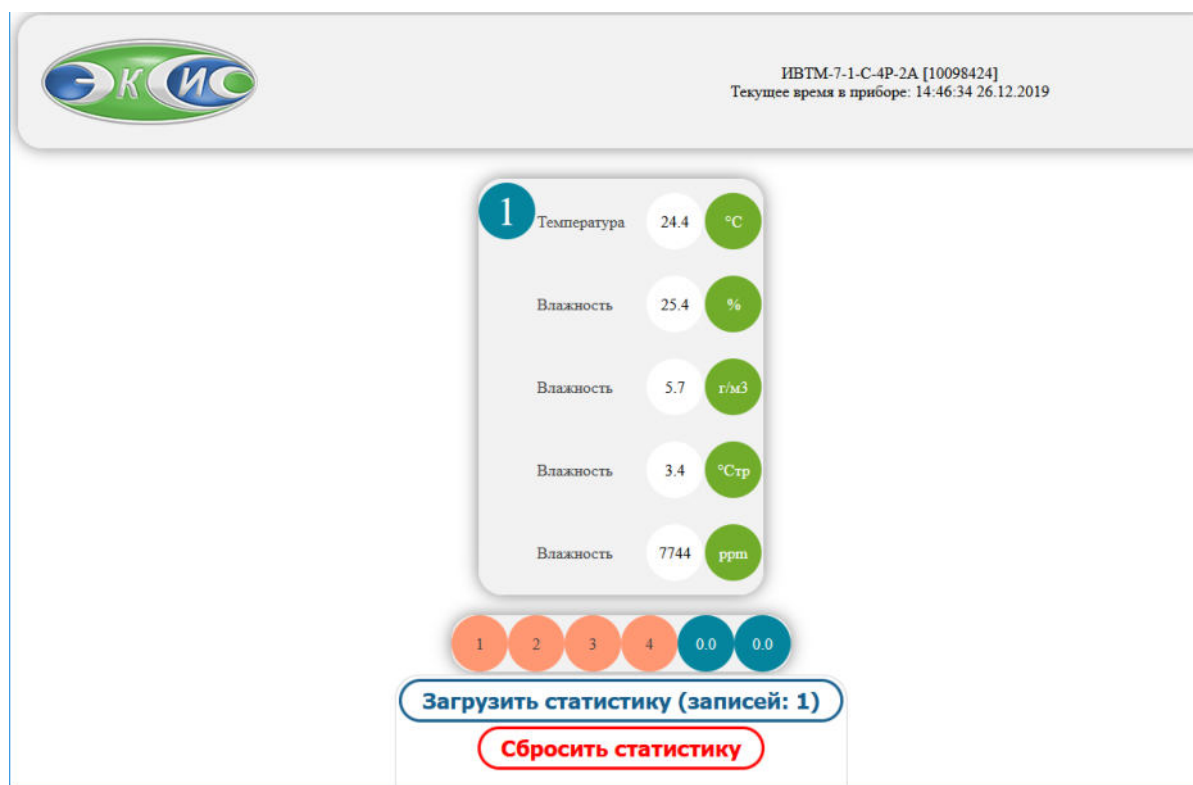 ЭКСИС
ИВТМ-7-1-С-4Р-2А [10098424]
Текущее время в приборе: 14:46:34 26.12.2019
1
Температура 24.4 °C
Влажность 25.4 %
Влажность 5.7 г/м3
Влажность 3.4 °Cтр
Влажность 7744 ppm
1 2 3 4 0.0 0.0
Загрузить статистику (записей: 1)
Сбросить статистику